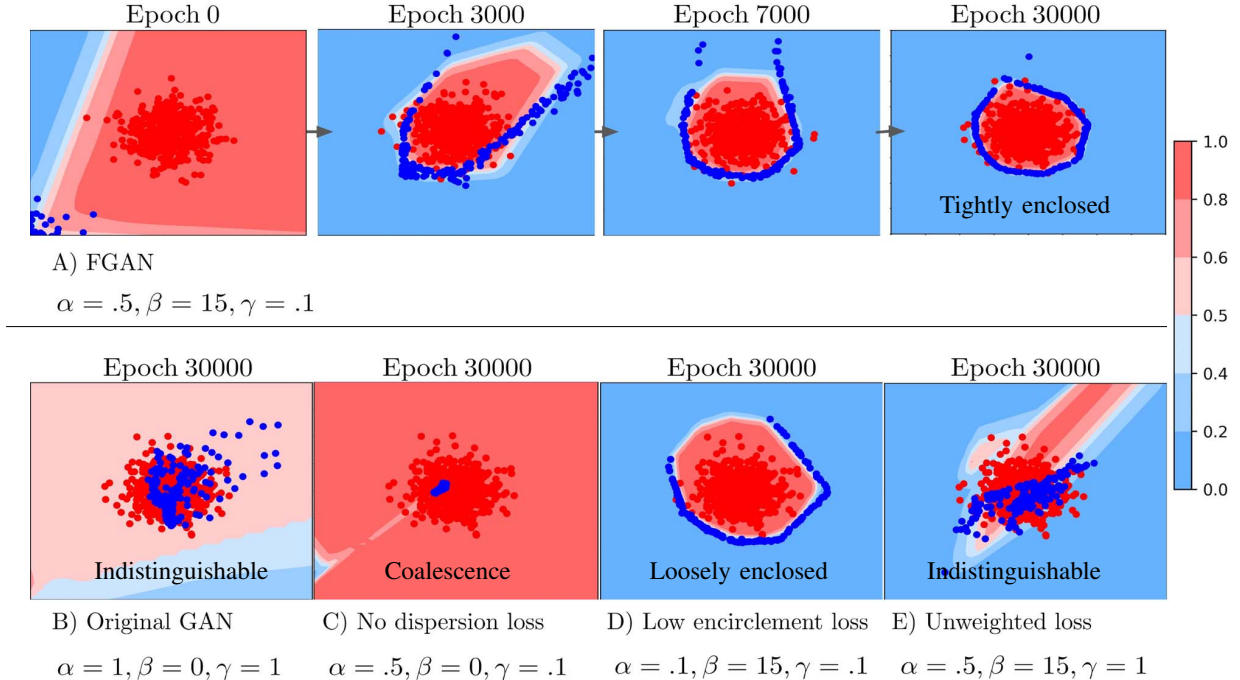 Epoch 0 Epoch 3000 Epoch 7000 Epoch 30000
Tightly enclosed
A) FGAN
α = .5, β = 15, γ = .1
1.0
0.8
0.6
0.5
0.4
0.2
0.0
Epoch 30000 Epoch 30000 Epoch 30000 Epoch 30000
Indistinguishable Coalescence Loosely enclosed Indistinguishable
B) Original GAN C) No dispersion loss D) Low encirclement loss E) Unweighted loss
α = 1, β = 0, γ = 1 α = .5, β = 0, γ = .1 α = .1, β = 15, γ = .1 α = .5, β = 15, γ = 1